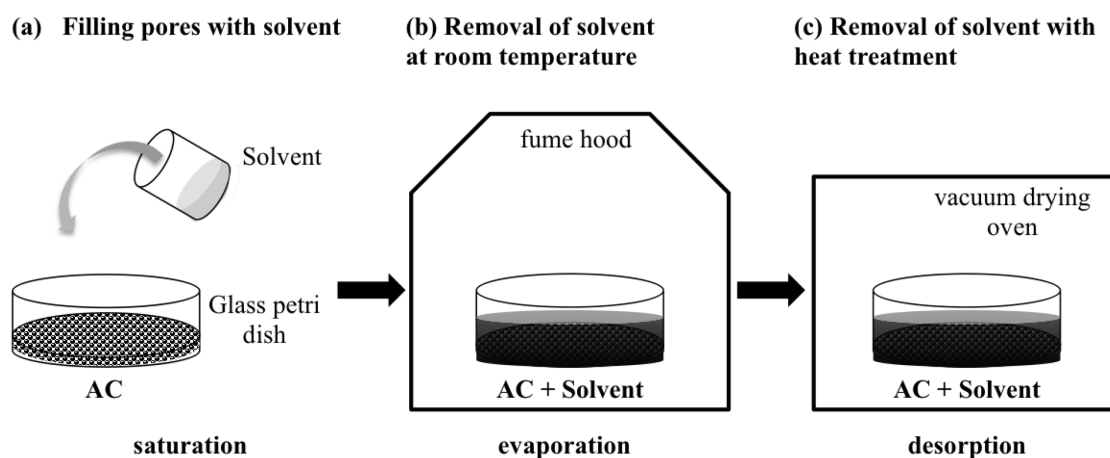 (a) Filling pores with solvent
Solvent
Glass petri
dish
AC
saturation
(b) Removal of solvent
at room temperature
fume hood
AC + Solvent
evaporation
(c) Removal of solvent with
heat treatment
vacuum drying
oven
AC + Solvent
desorption